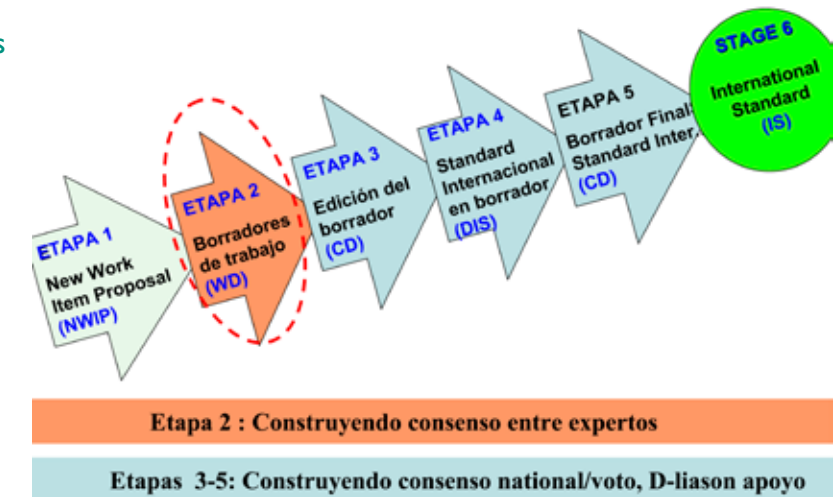 s
ETAPA 1
New Work
Item Proposal
(NWIP)
ETAPA 2
Borradores
de trabajo
(WD)
ETAPA 3
Edición del
borrador
(CD)
ETAPA 4
Standard
Internacional
en borrador
(DIS)
ETAPA 5
Borrador Final:
Standard Inter..
(CD)
STAGE 6
International
Standard
(IS)
Etapa 2 : Construyendo consenso entre expertos
Etapas 3-5: Construyendo consenso national/voto, D-liason apoyo